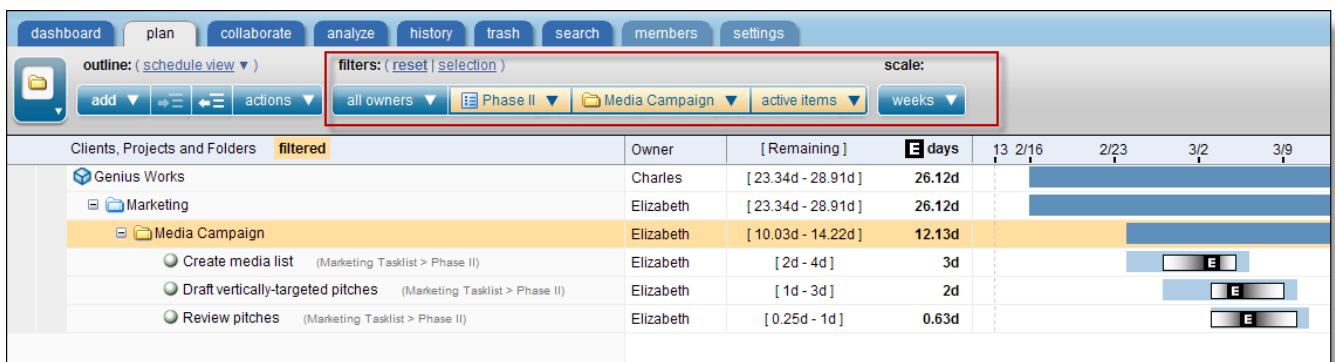 dashboard plan collaborate analyze history trash search members settings
outline: ( schedule view ▼ ) filters: ( reset | selection ) scale:
add ▼ actions ▼ all owners ▼ Phase II ▼ Media Campaign ▼ active items ▼ weeks ▼
Clients, Projects and Folders filtered Owner [ Remaining ] E days 13 2/16 2/23 3/2 3/9
Genius Works Charles [ 23.34d - 28.91d ] 26.12d
Marketing Elizabeth [ 23.34d - 28.91d ] 26.12d
Media Campaign Elizabeth [ 10.03d - 14.22d ] 12.13d
Create media list (Marketing Tasklist > Phase II) Elizabeth [ 2d - 4d ] 3d E
Draft vertically-targeted pitches (Marketing Tasklist > Phase II) Elizabeth [ 1d - 3d ] 2d E
Review pitches (Marketing Tasklist > Phase II) Elizabeth [ 0.25d - 1d ] 0.63d E